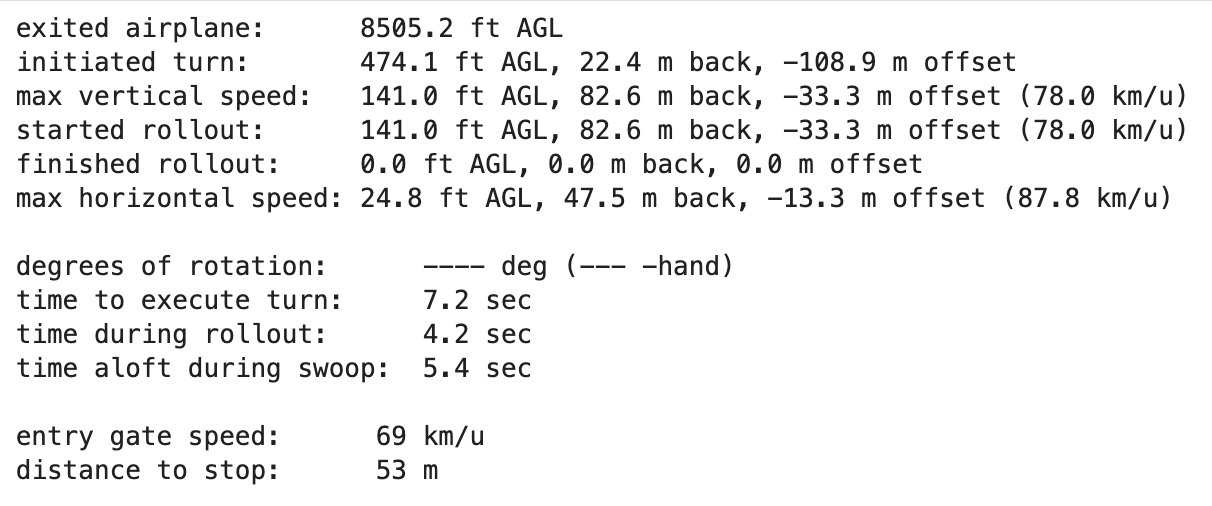 exited airplane:      8505.2 ft AGL
initiated turn:       474.1 ft AGL, 22.4 m back, -108.9 m offset
max vertical speed:   141.0 ft AGL, 82.6 m back, -33.3 m offset (78.0 km/u)
started rollout:      141.0 ft AGL, 82.6 m back, -33.3 m offset (78.0 km/u)
finished rollout:     0.0 ft AGL, 0.0 m back, 0.0 m offset
max horizontal speed: 24.8 ft AGL, 47.5 m back, -13.3 m offset (87.8 km/u)

degrees of rotation:      ---- deg (--- -hand)
time to execute turn:     7.2 sec
time during rollout:      4.2 sec
time aloft during swoop:  5.4 sec

entry gate speed:      69 km/u
distance to stop:      53 m